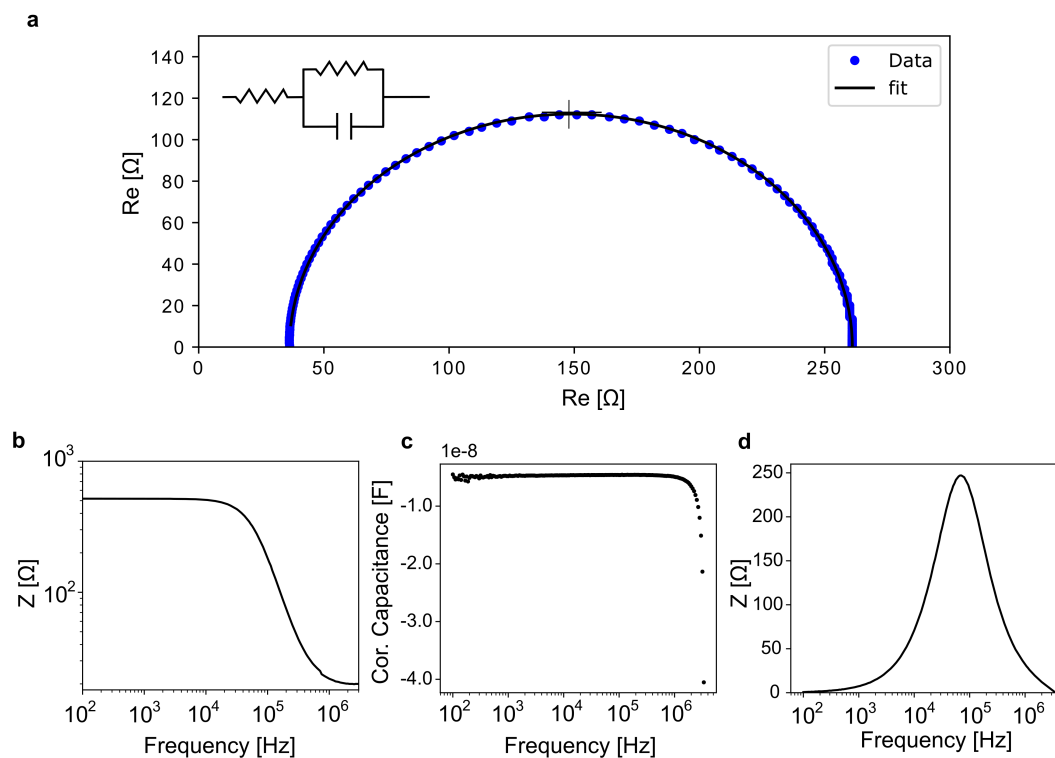 a
140
120
100
80
60
40
20
0
Re [Ω]
Data
fit
0 50 100 150 200 250 300
Re [Ω]
b
10³
10²
Z [Ω]
10² 10³ 10⁴ 10⁵ 10⁶
Frequency [Hz]
c
1e-8
-1.0
-2.0
-3.0
-4.0
Cor. Capacitance [F]
10² 10³ 10⁴ 10⁵ 10⁶
Frequency [Hz]
d
250
200
150
100
50
0
Z [Ω]
10² 10³ 10⁴ 10⁵ 10⁶
Frequency [Hz]